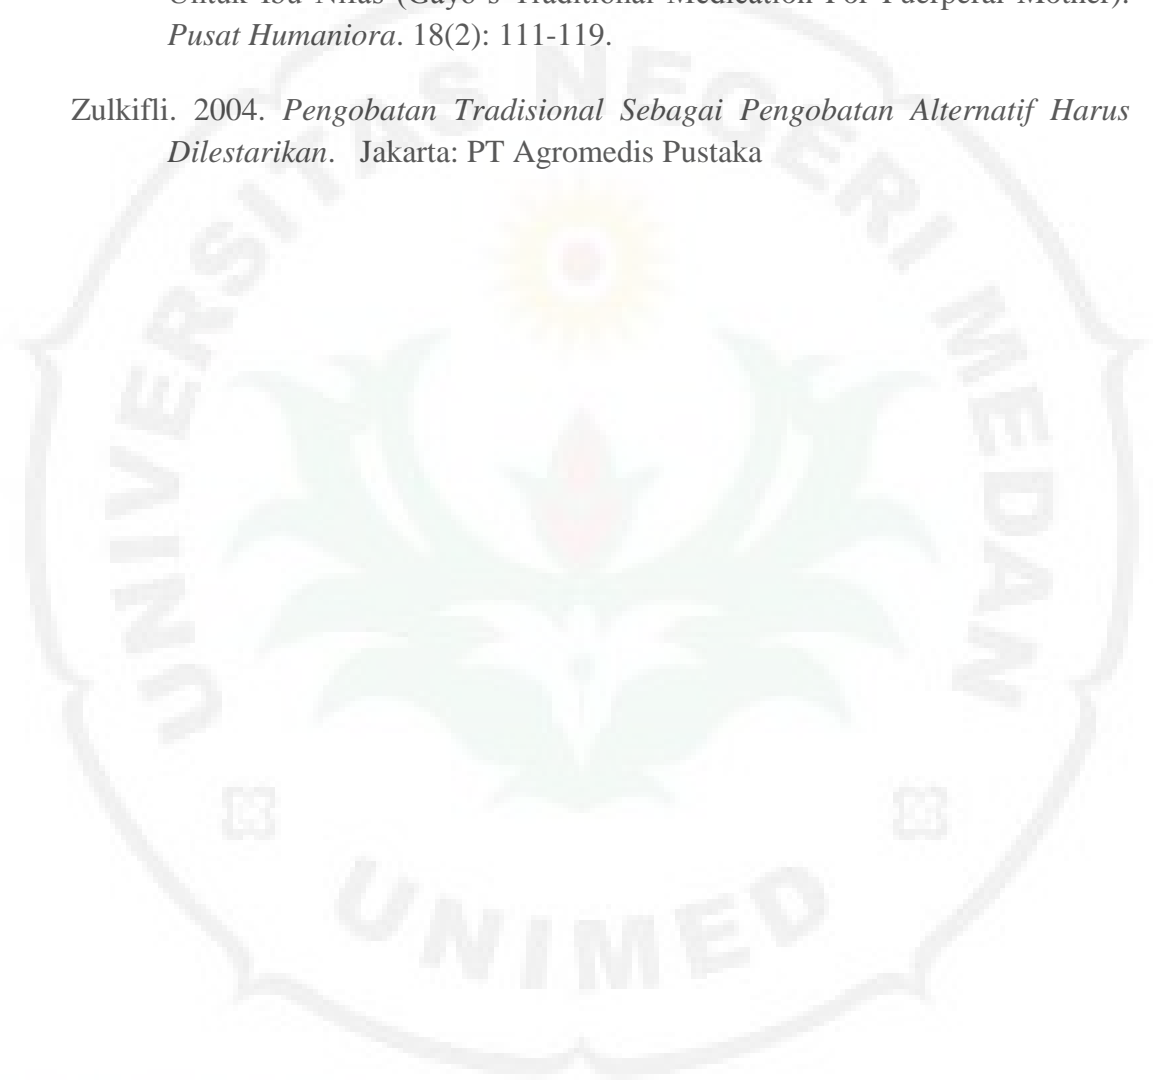 Untuk Ibu Nifas (Gayo's Traditional Medication For Puerperal Mother).
Pusat Humaniora. 18(2): 111-119.
Zulkifli. 2004. Pengobatan Tradisional Sebagai Pengobatan Alternatif Harus
Dilestarikan. Jakarta: PT Agromedis Pustaka
UNIVERSITAS NEGERI MEDAN
UNIMED